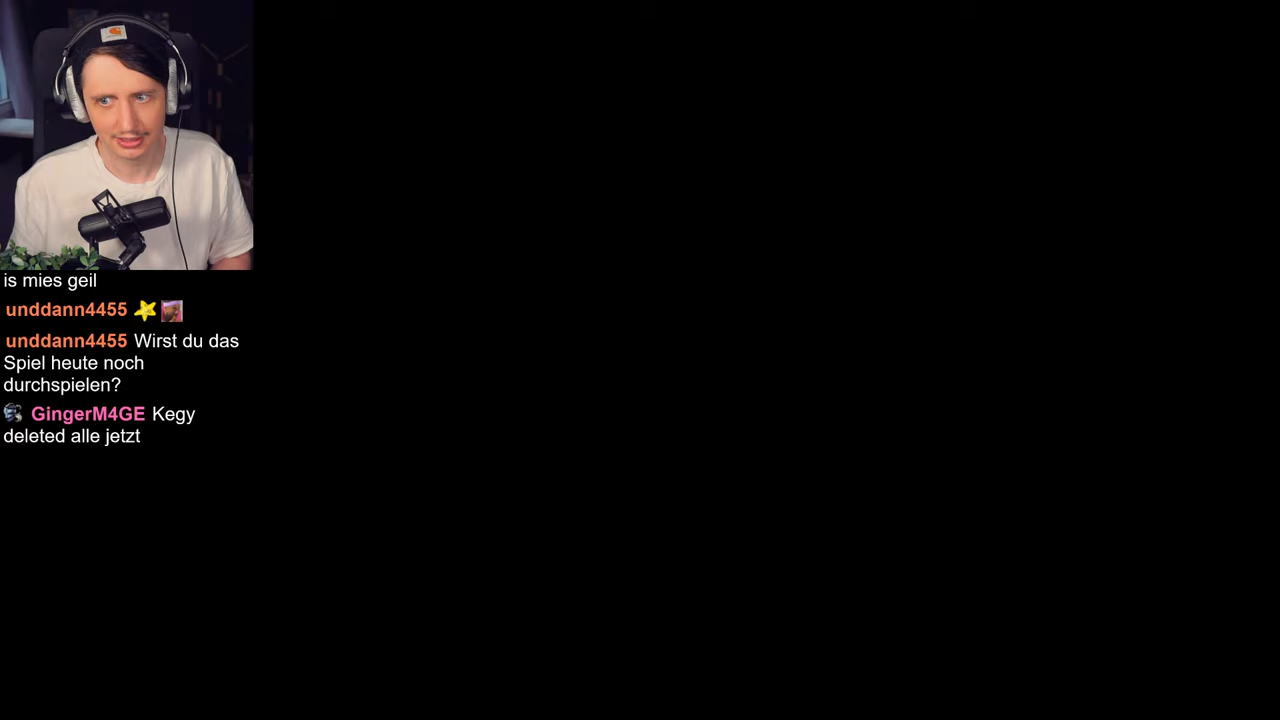 is mies geil
unddann4455
unddann4455 Wirst du das
Spiel heute noch
durchspielen?
GingerM4GE Kegy
deleted alle jetzt